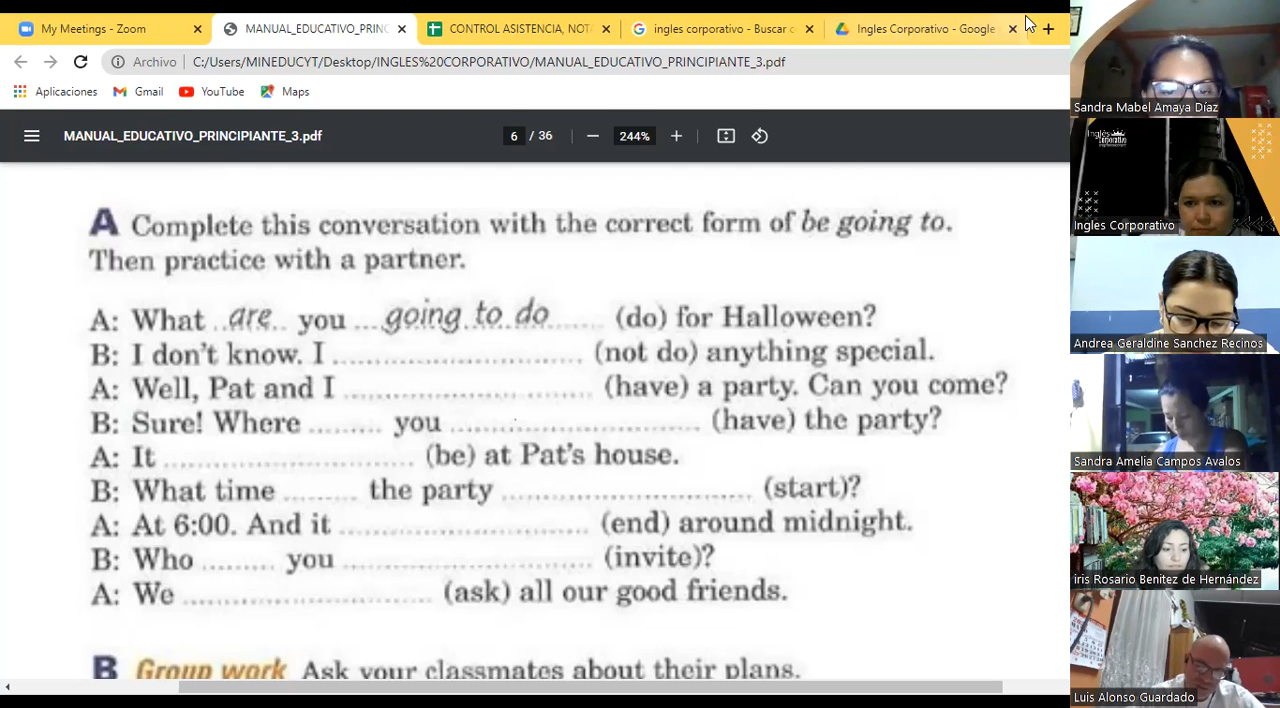 My Meetings - Zoom
MANUAL_EDUCATIVO_PRINC
CONTROL ASISTENCIA, NOT
ingles corporativo - Buscar c
Ingles Corporativo - Google
Archivo
C:/Users/MINEDUCYT/Desktop/INGLES%20CORPORATIVO/MANUAL_EDUCATIVO_PRINCIPIANTE_3.pdf
Aplicaciones Gmail YouTube Maps
MANUAL_EDUCATIVO_PRINCIPIANTE_3.pdf 6 / 36 244%
A Complete this conversation with the correct form of be going to.
Then practice with a partner.
A: What ..are.. you ...going to do...... (do) for Halloween?
B: I don't know. I .............................. (not do) anything special.
A: Well, Pat and I .............................. (have) a party. Can you come?
B: Sure! Where ......... you .............................. (have) the party?
A: It .............................. (be) at Pat's house.
B: What time ......... the party .............................. (start)?
A: At 6:00. And it .............................. (end) around midnight.
B: Who ......... you .............................. (invite)?
A: We .............................. (ask) all our good friends.
B Group work Ask your classmates about their plans.
Sandra Mabel Amaya Díaz
Inglés
Corporativo
Ingles Corporativo
Andrea Geraldine Sanchez Recinos
Sandra Amelia Campos Avalos
iris Rosario Benitez de Hernández
Luis Alonso Guardado